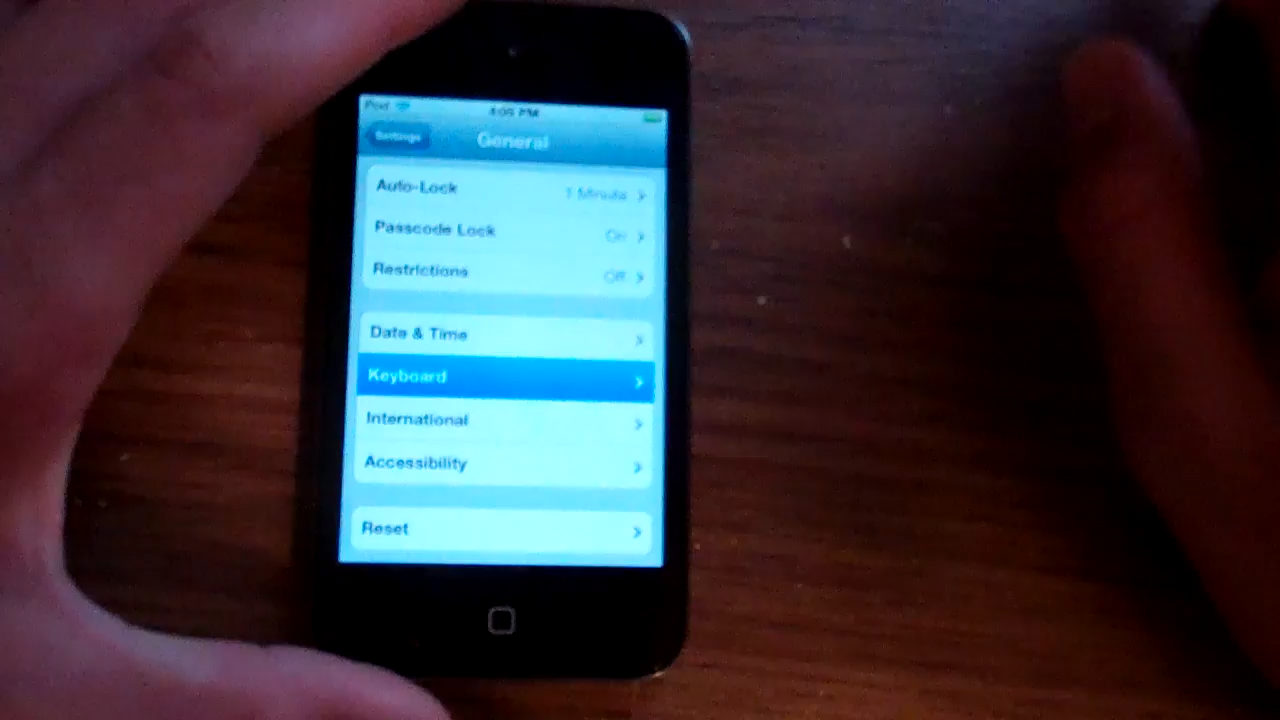 iPod 4:05 PM
Settings General
Auto-Lock 1 Minute
Passcode Lock On
Restrictions Off
Date & Time
Keyboard
International
Accessibility
Reset